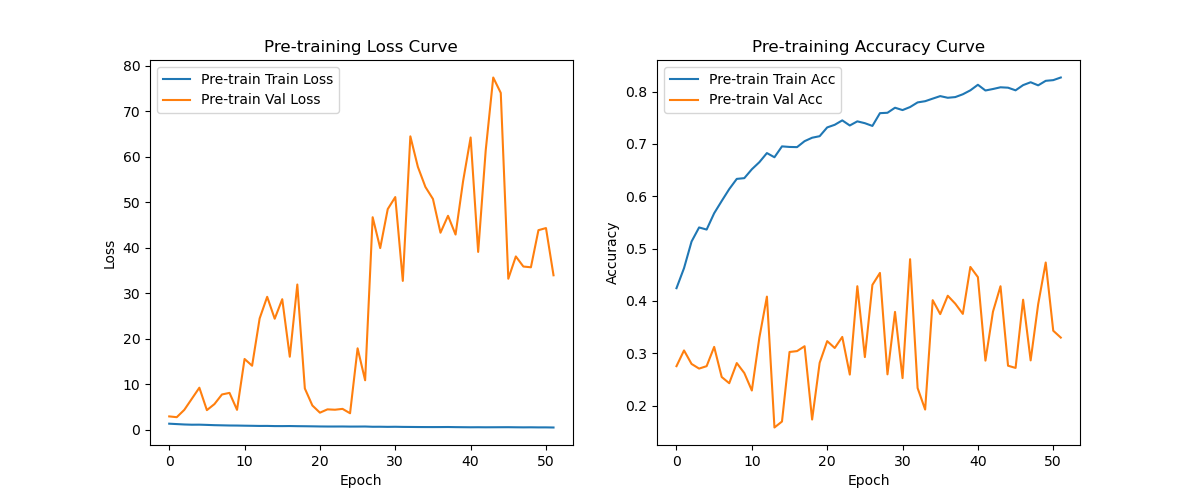 Pre-training Loss Curve
Pre-train Train Loss
Pre-train Val Loss
80
70
60
50
40
30
20
10
0
Loss
0 10 20 30 40 50
Epoch
Pre-training Accuracy Curve
Pre-train Train Acc
Pre-train Val Acc
0.8
0.7
0.6
0.5
0.4
0.3
0.2
Accuracy
0 10 20 30 40 50
Epoch